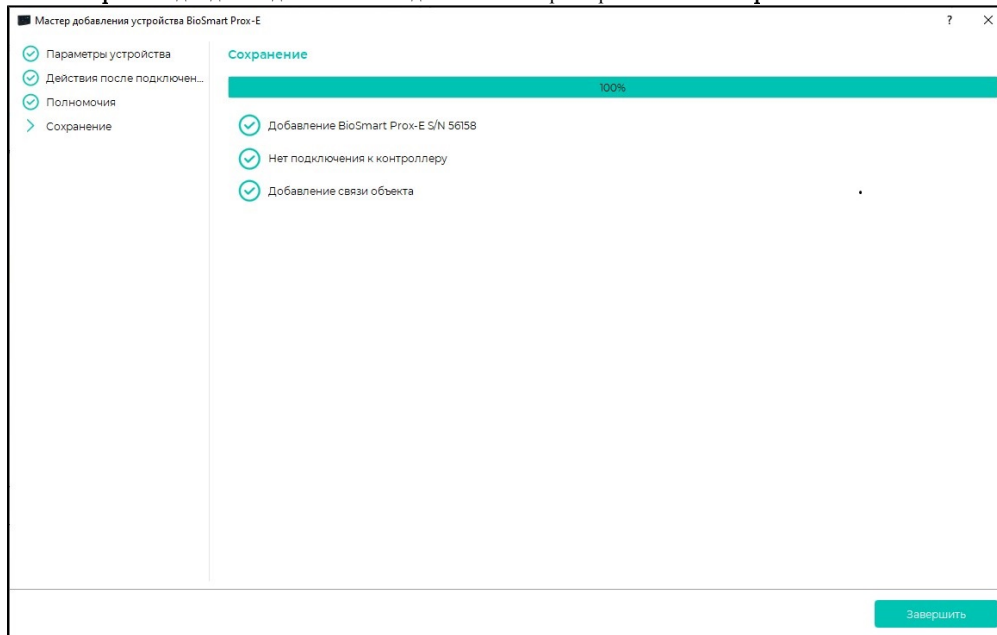 Мастер добавления устройства BioSmart Prox-E
?
Параметры устройства
Действия после подключен...
Полномочия
Сохранение
Сохранение
100%
Добавление BioSmart Prox-E S/N 56158
Нет подключения к контроллеру
Добавление связи объекта
Завершить